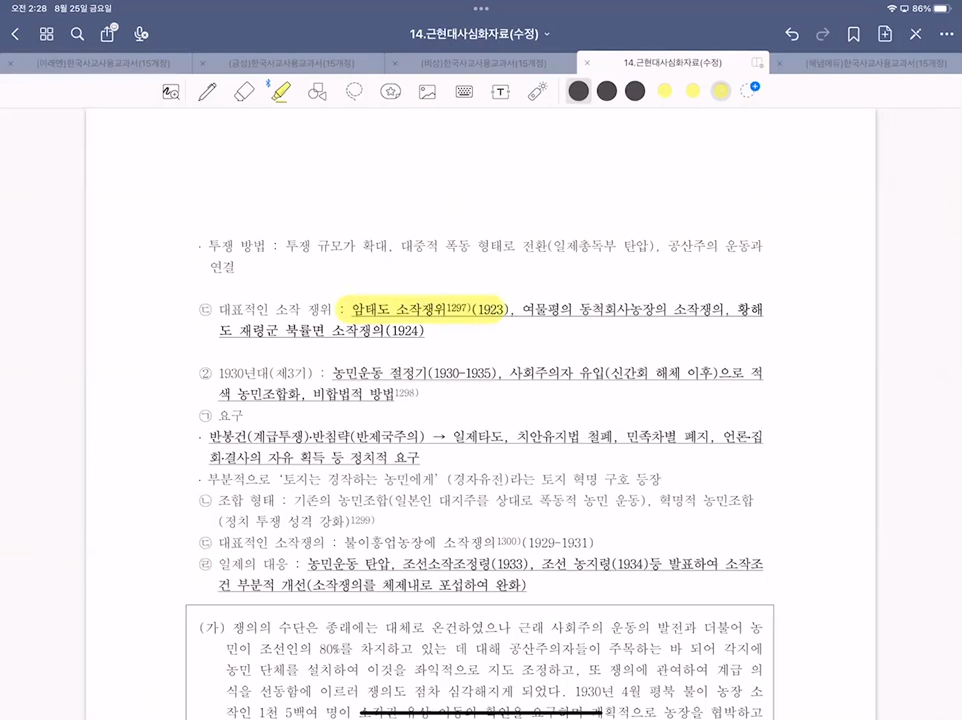 오전 2:28 8월 25일 금요일
86%
14.근현대사심화자료(수정)
(미래엔)한국사교사용교과서(15개정)
(금성)한국사교사용교과서(15개정)
(비상)한국사교사용교과서(15개정)
14.근현대사심화자료(수정)
(해냄에듀)한국사교사용교과서(15개정)
· 투쟁 방법 : 투쟁 규모가 확대, 대중적 폭동 형태로 전환(일제총독부 탄압), 공산주의 운동과
연결
㉢ 대표적인 소작 쟁위 : 암태도 소작쟁위1297)(1923), 여물평의 동척회사농장의 소작쟁의, 황해
도 재령군 북률면 소작쟁의(1924)
② 1930년대(제3기) : 농민운동 절정기(1930-1935), 사회주의자 유입(신간회 해체 이후)으로 적
색 농민조합화, 비합법적 방법1298)
㉠ 요구
· 반봉건(계급투쟁)·반침략(반제국주의) → 일제타도, 치안유지법 철폐, 민족차별 폐지, 언론·집
회·결사의 자유 획득 등 정치적 요구
· 부분적으로 ‘토지는 경작하는 농민에게’ (경자유전)라는 토지 혁명 구호 등장
㉡ 조합 형태 : 기존의 농민조합(일본인 대지주를 상대로 폭동적 농민 운동), 혁명적 농민조합
(정치 투쟁 성격 강화)1299)
㉢ 대표적인 소작쟁의 : 불이흥업농장에 소작쟁의1300)(1929-1931)
㉣ 일제의 대응 : 농민운동 탄압, 조선소작조정령(1933), 조선 농지령(1934)등 발표하여 소작조
건 부분적 개선(소작쟁의를 체제내로 포섭하여 완화)
(가) 쟁의의 수단은 종래에는 대체로 온건하였으나 근래 사회주의 운동의 발전과 더불어 농
민이 조선인의 80%를 차지하고 있는 데 대해 공산주의자들이 주목하는 바 되어 각지에
농민 단체를 설치하여 이것을 좌익적으로 지도 조정하고, 또 쟁의에 관여하여 계급 의
식을 선동함에 이르러 쟁의도 점차 심각해지게 되었다. 1930년 4월 평북 불이 농장 소
작인 1천 5백여 명이 소작권 유상 이동의 확인을 요구하며 계획적으로 농장을 협박하고